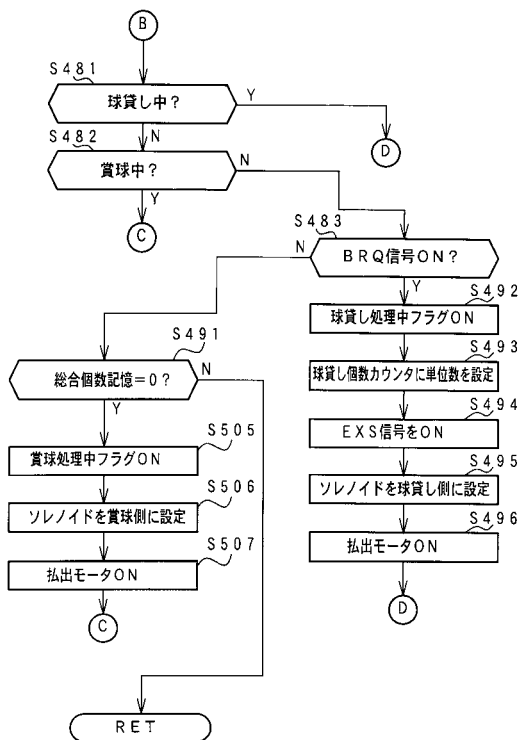 B
S481
球貸し中?
Y
N
D
S482
賞球中?
N
Y
C
S483
BRQ信号ON?
N
Y
S492
球貸し処理中フラグON
S493
球貸し個数カウンタに単位数を設定
S494
EXS信号をON
S495
ソレノイドを球貸し側に設定
S496
払出モータON
D
S491
総合個数記憶=0?
N
Y
S505
賞球処理中フラグON
S506
ソレノイドを賞球側に設定
S507
払出モータON
C
RET